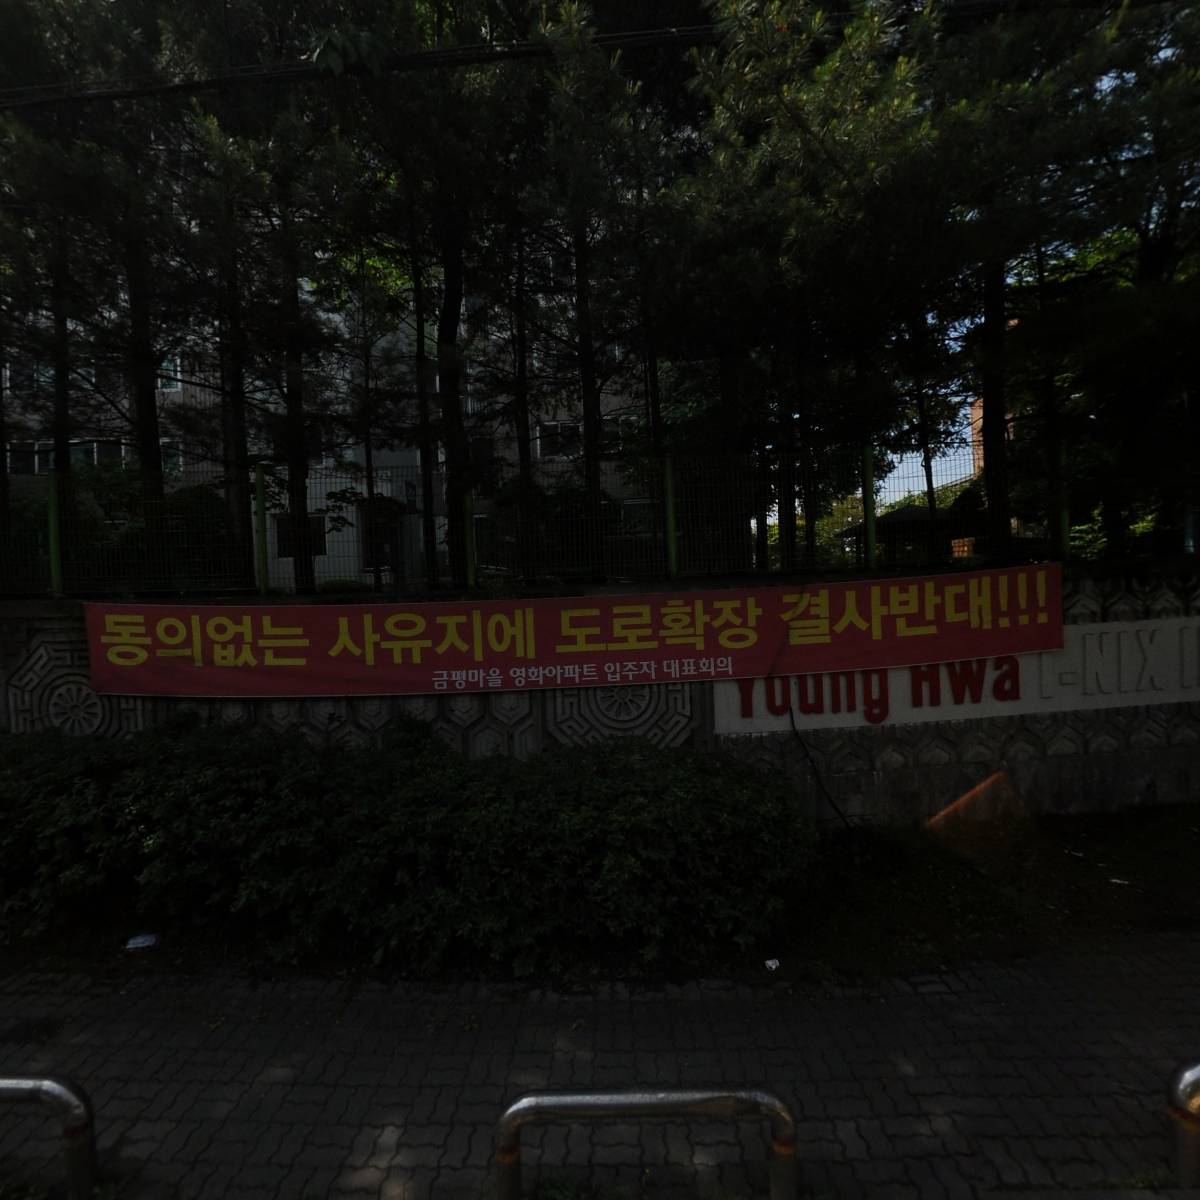 동의없는 사유지에 도로확장 결사반대!!!
금평마을 영화아파트 입주자 대표회의
Young Hwa I-NIX